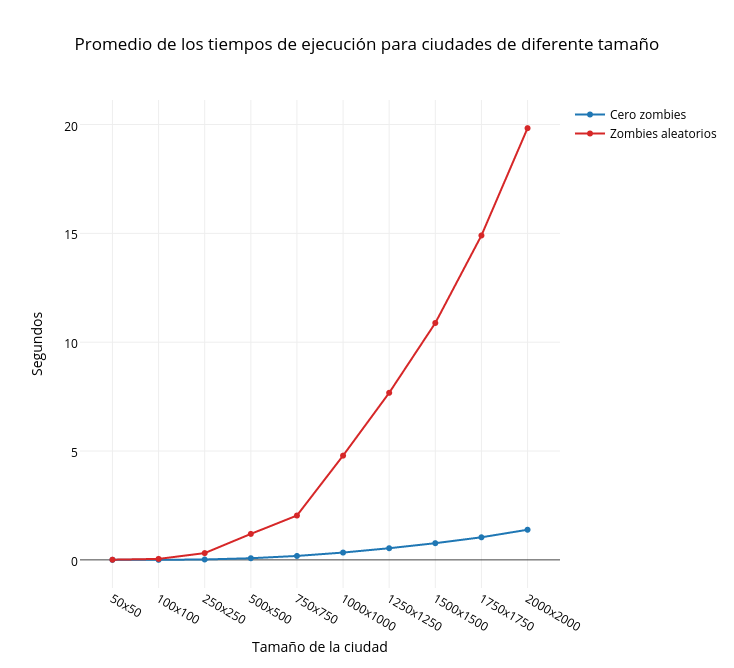 Promedio de los tiempos de ejecución para ciudades de diferente tamaño
Cero zombies
Zombies aleatorios
20
15
10
5
0
Segundos
50x50
100x100
250x250
500x500
750x750
1000x1000
1250x1250
1500x1500
1750x1750
2000x2000
Tamaño de la ciudad